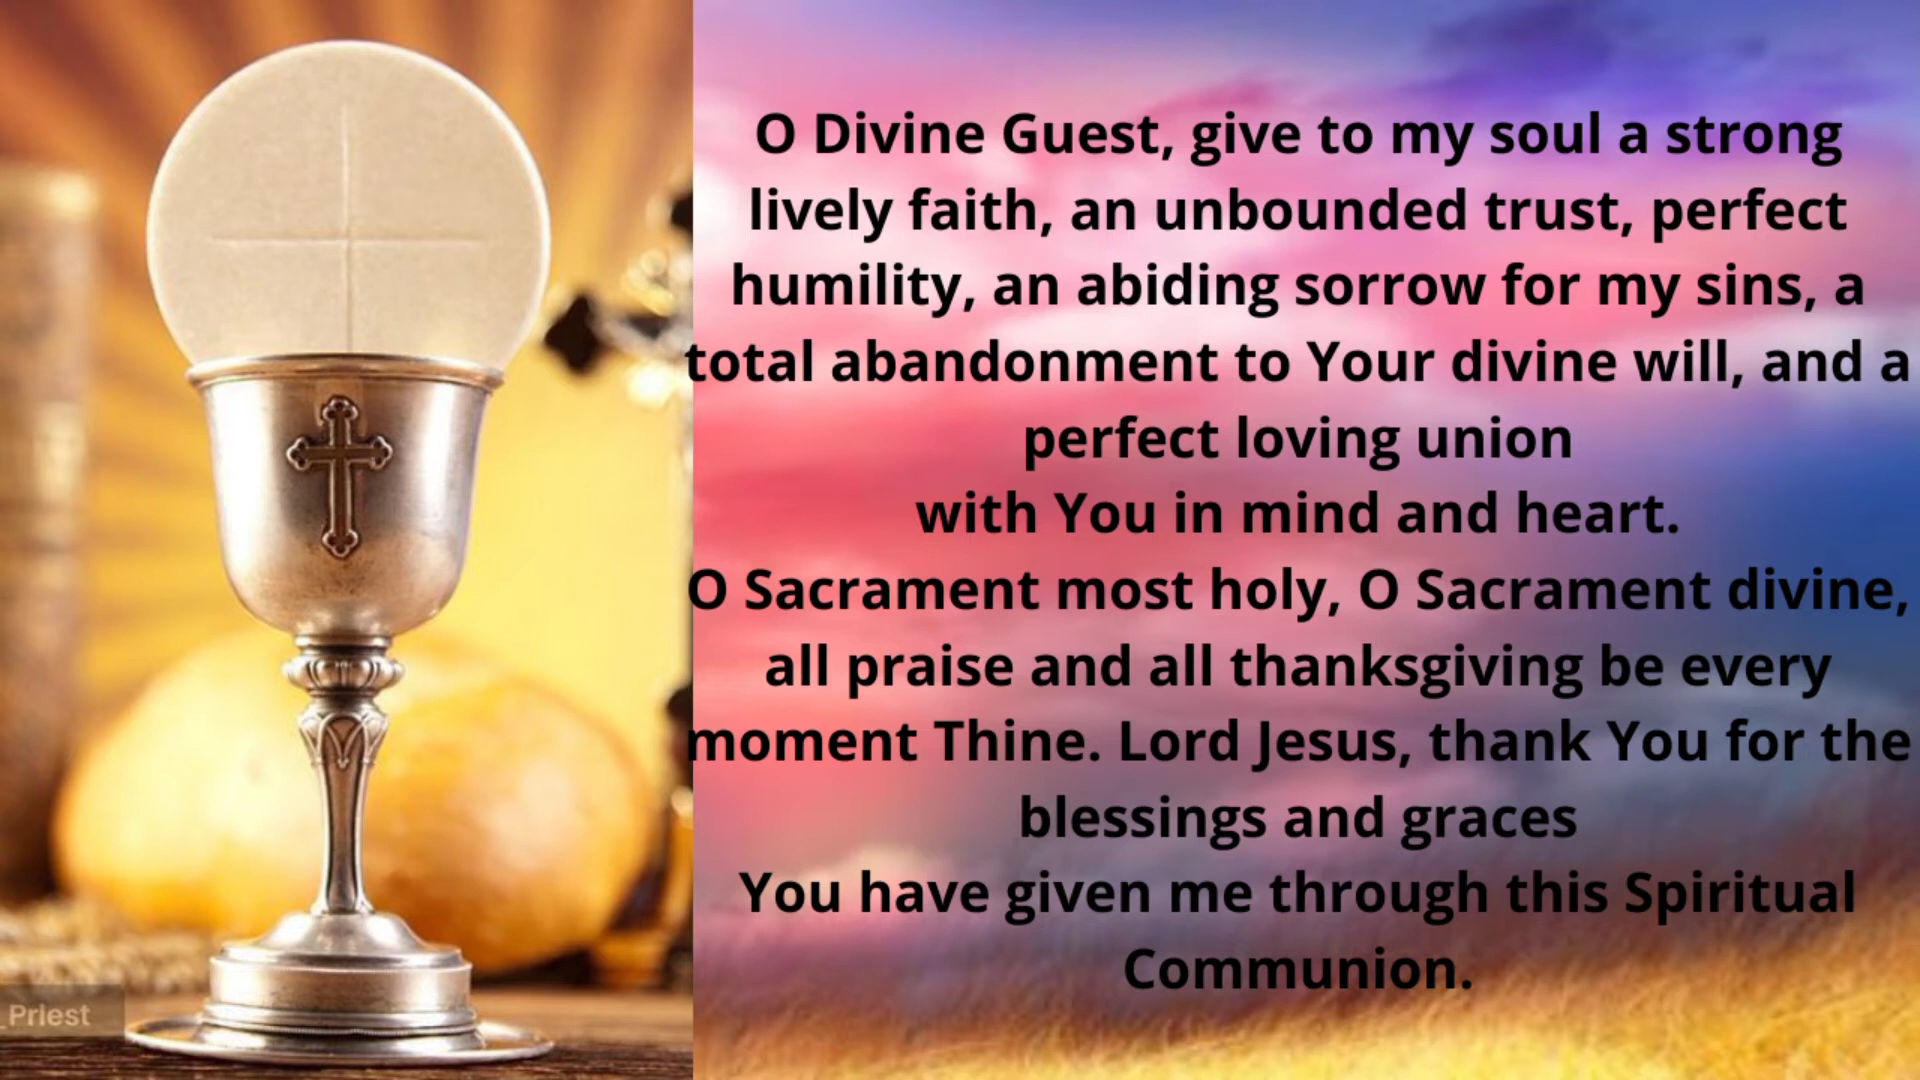 O Divine Guest, give to my soul a strong
lively faith, an unbounded trust, perfect
humility, an abiding sorrow for my sins, a
total abandonment to Your divine will, and a
perfect loving union
with You in mind and heart.
O Sacrament most holy, O Sacrament divine,
all praise and all thanksgiving be every
moment Thine. Lord Jesus, thank You for the
blessings and graces
You have given me through this Spiritual
Communion.
_Priest